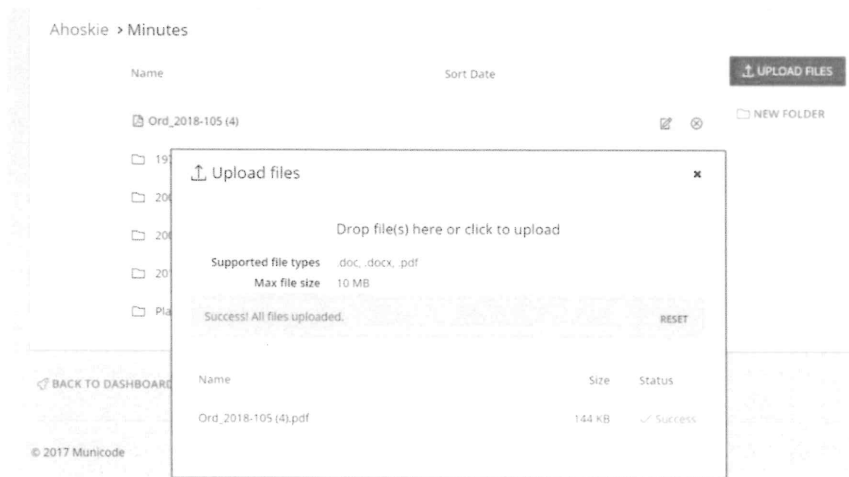 Ahoskie > Minutes
Name Sort Date
UPLOAD FILES
Ord_2018-105 (4)
NEW FOLDER
Upload files
Drop file(s) here or click to upload
Supported file types .doc, .docx, .pdf
Max file size 10 MB
Success! All files uploaded.
RESET
Name Size Status
Ord_2018-105 (4).pdf 144 KB Success
BACK TO DASHBOARD
© 2017 Municode